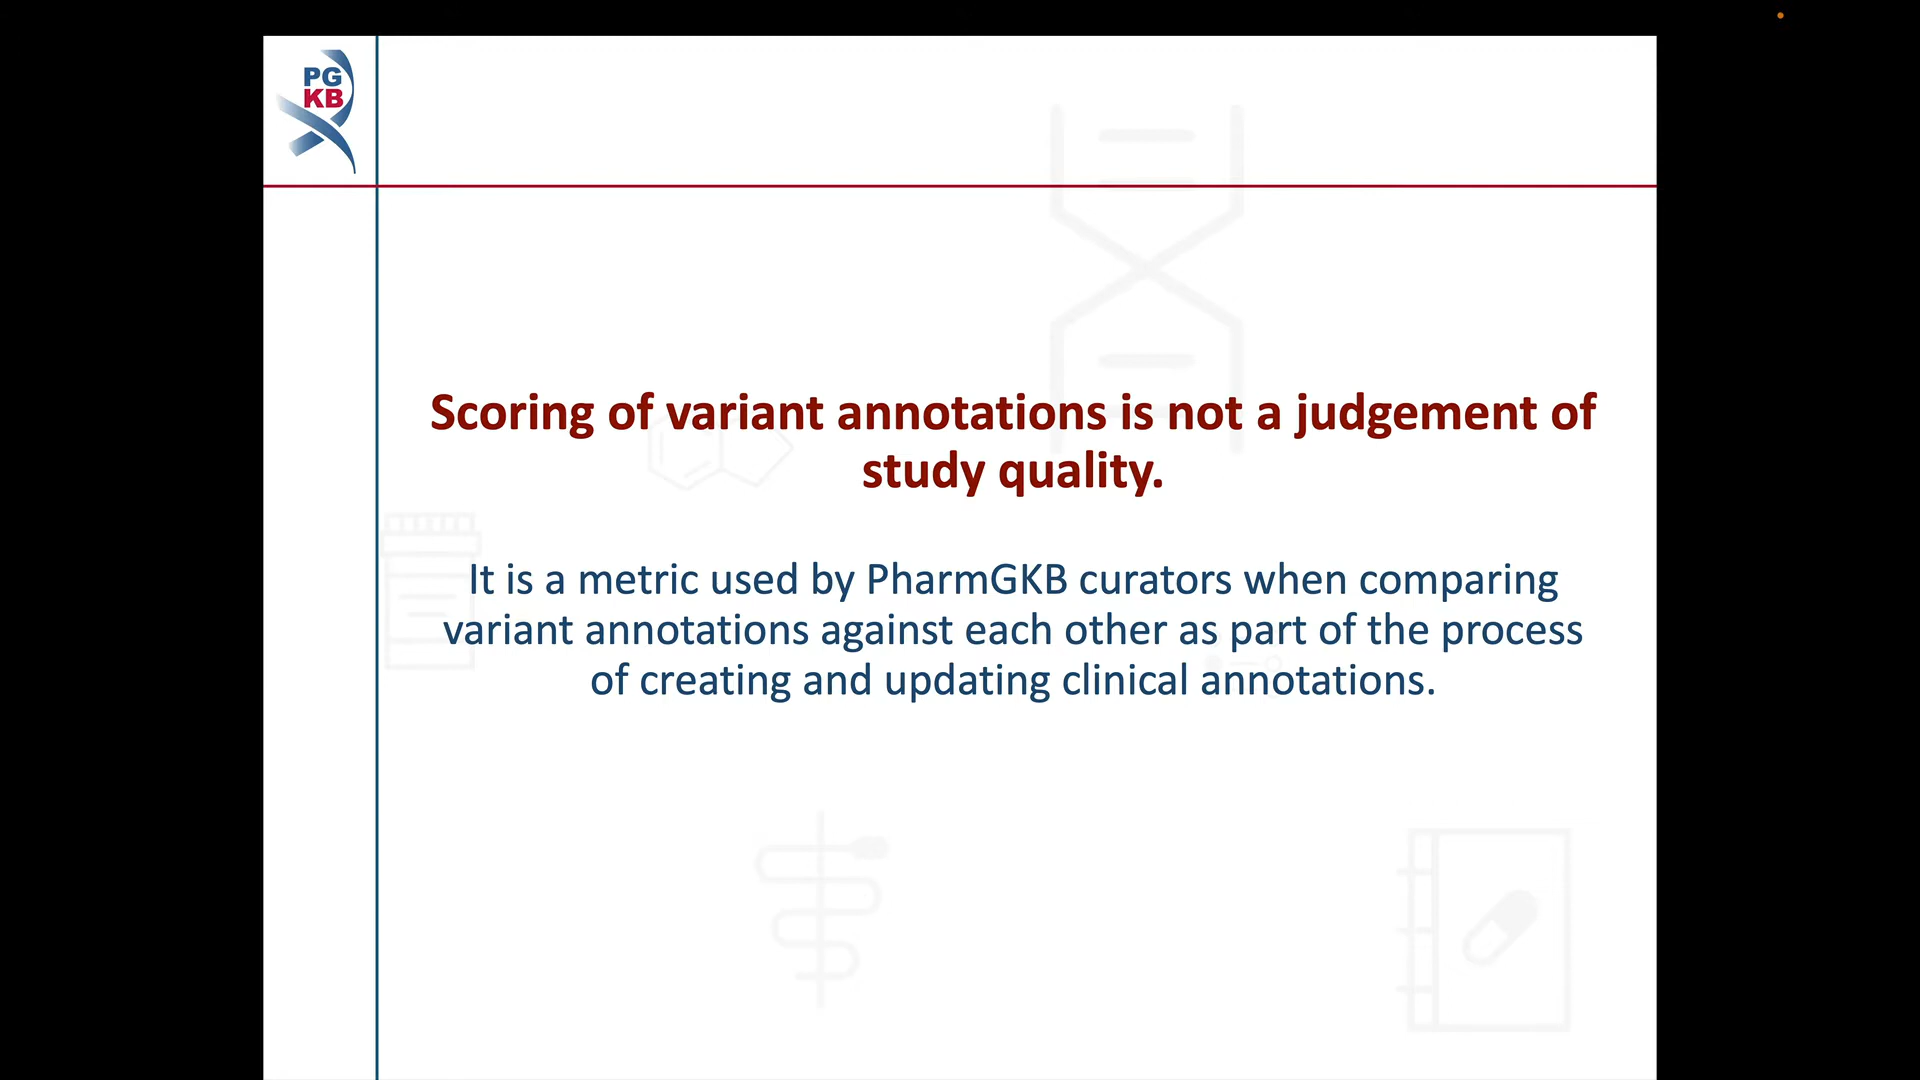 PG
KB
Scoring of variant annotations is not a judgement of
study quality.
It is a metric used by PharmGKB curators when comparing
variant annotations against each other as part of the process
of creating and updating clinical annotations.